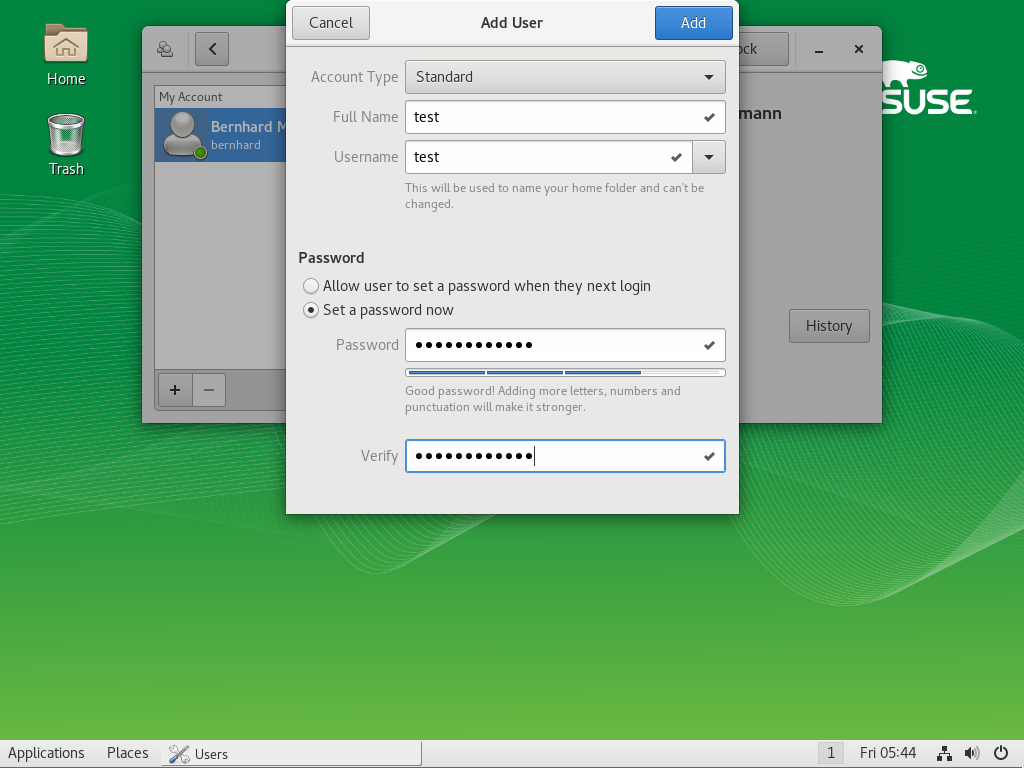 Cancel
Add User
Add
Account Type
Standard
Full Name
test
Username
test
This will be used to name your home folder and can't be
changed.
Password
Allow user to set a password when they next login
Set a password now
Password
●●●●●●●●●●●●
Good password! Adding more letters, numbers and
punctuation will make it stronger.
Verify
●●●●●●●●●●●●
Home
Trash
My Account
Bernhard M
bernhard
ock
mann
History
SUSE
Applications
Places
Users
1
Fri 05:44